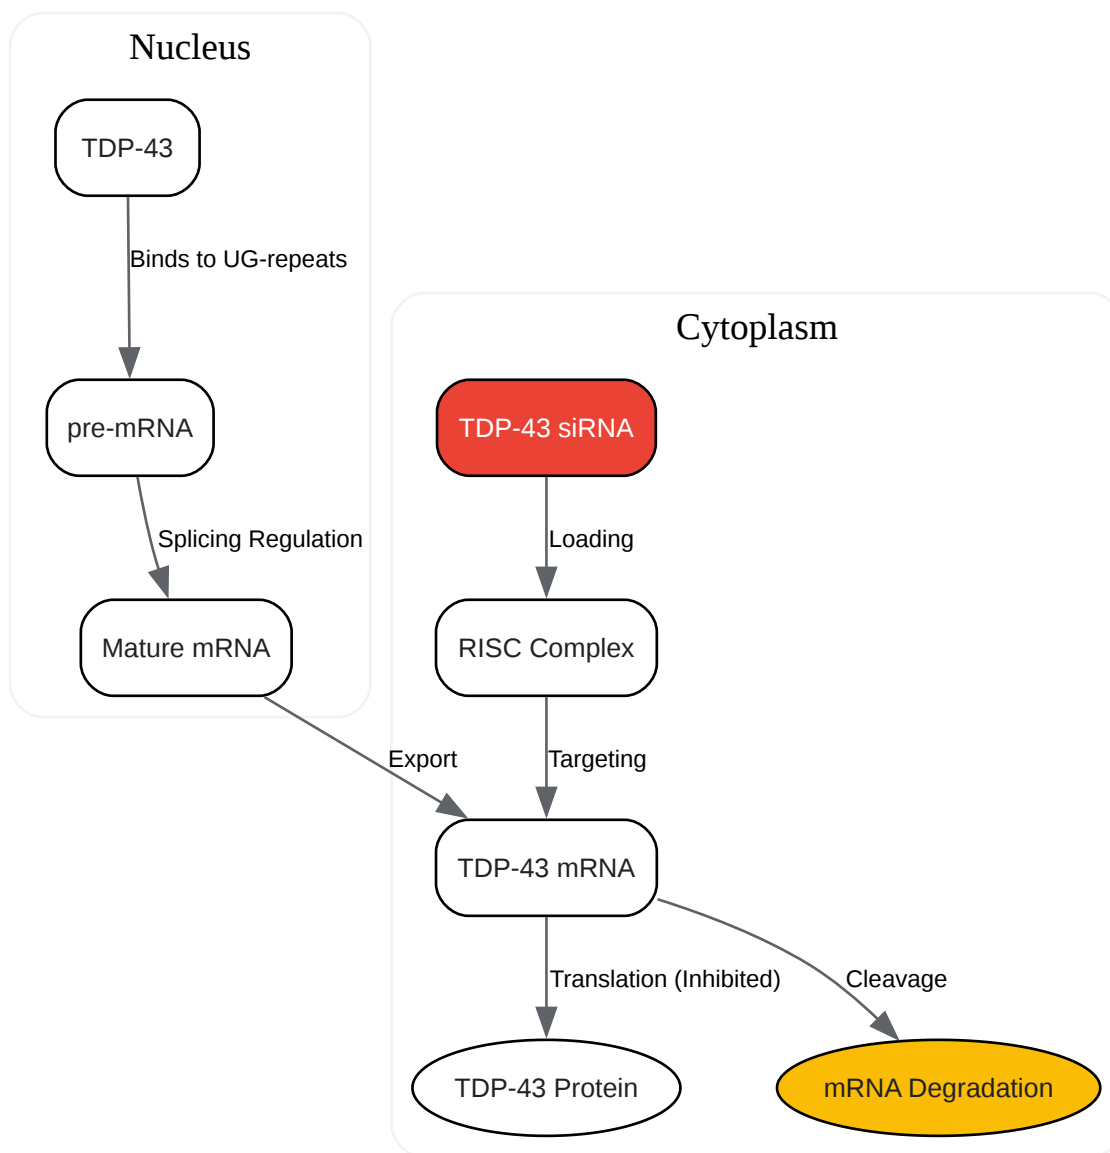 Nucleus
TDP-43
Binds to UG-repeats
pre-mRNA
Splicing Regulation
Mature mRNA
Export
Cytoplasm
TDP-43 siRNA
Loading
RISC Complex
Targeting
TDP-43 mRNA
Translation (Inhibited)
Cleavage
TDP-43 Protein
mRNA Degradation